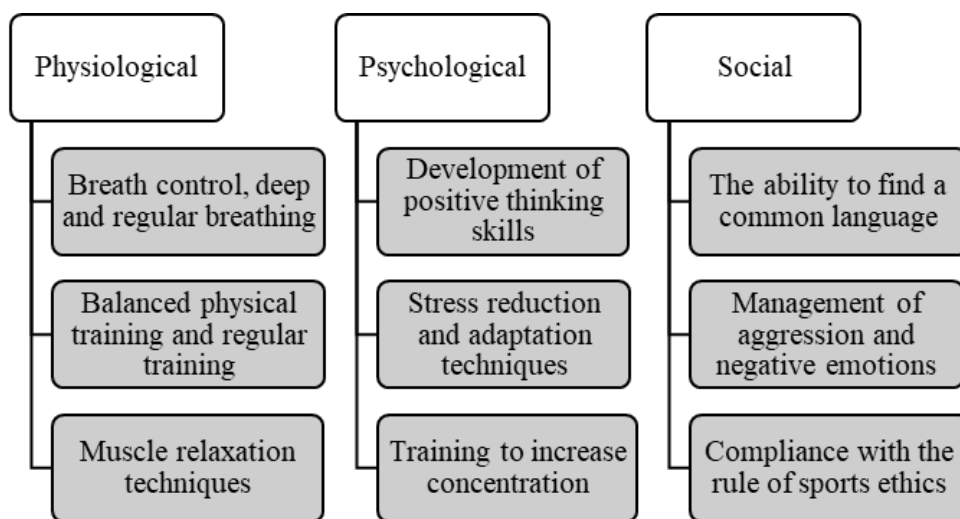 Physiological
Breath control, deep
and regular breathing
Balanced physical
training and regular
training
Muscle relaxation
techniques
Psychological
Development of
positive thinking
skills
Stress reduction
and adaptation
techniques
Training to increase
concentration
Social
The ability to find a
common language
Management of
aggression and
negative emotions
Compliance with the
rule of sports ethics